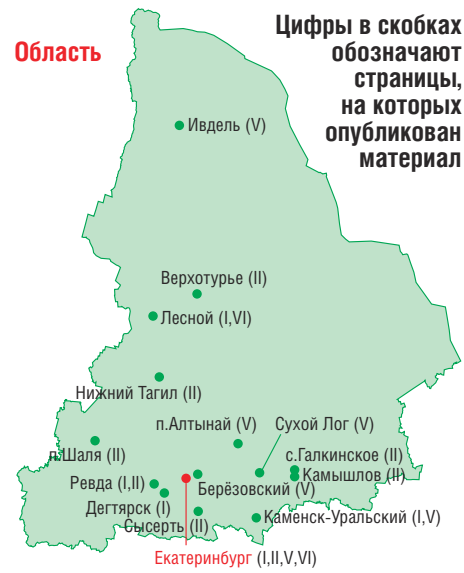 Область
Цифры в скобках
обозначают
страницы,
на которых
опубликован
материал
Ивдель (V)
Верхотурье (II)
Лесной (I,VI)
Нижний Тагил (II)
п.Алтынай (V)
Сухой Лог (V)
п.Шаля (II)
с.Галкинское (II)
Камышлов (II)
Ревда (I,II)
Берёзовский (V)
Дегтярск (I)
Сысерть (II)
Каменск-Уральский (I,V)
Екатеринбург (I,II,V,VI)